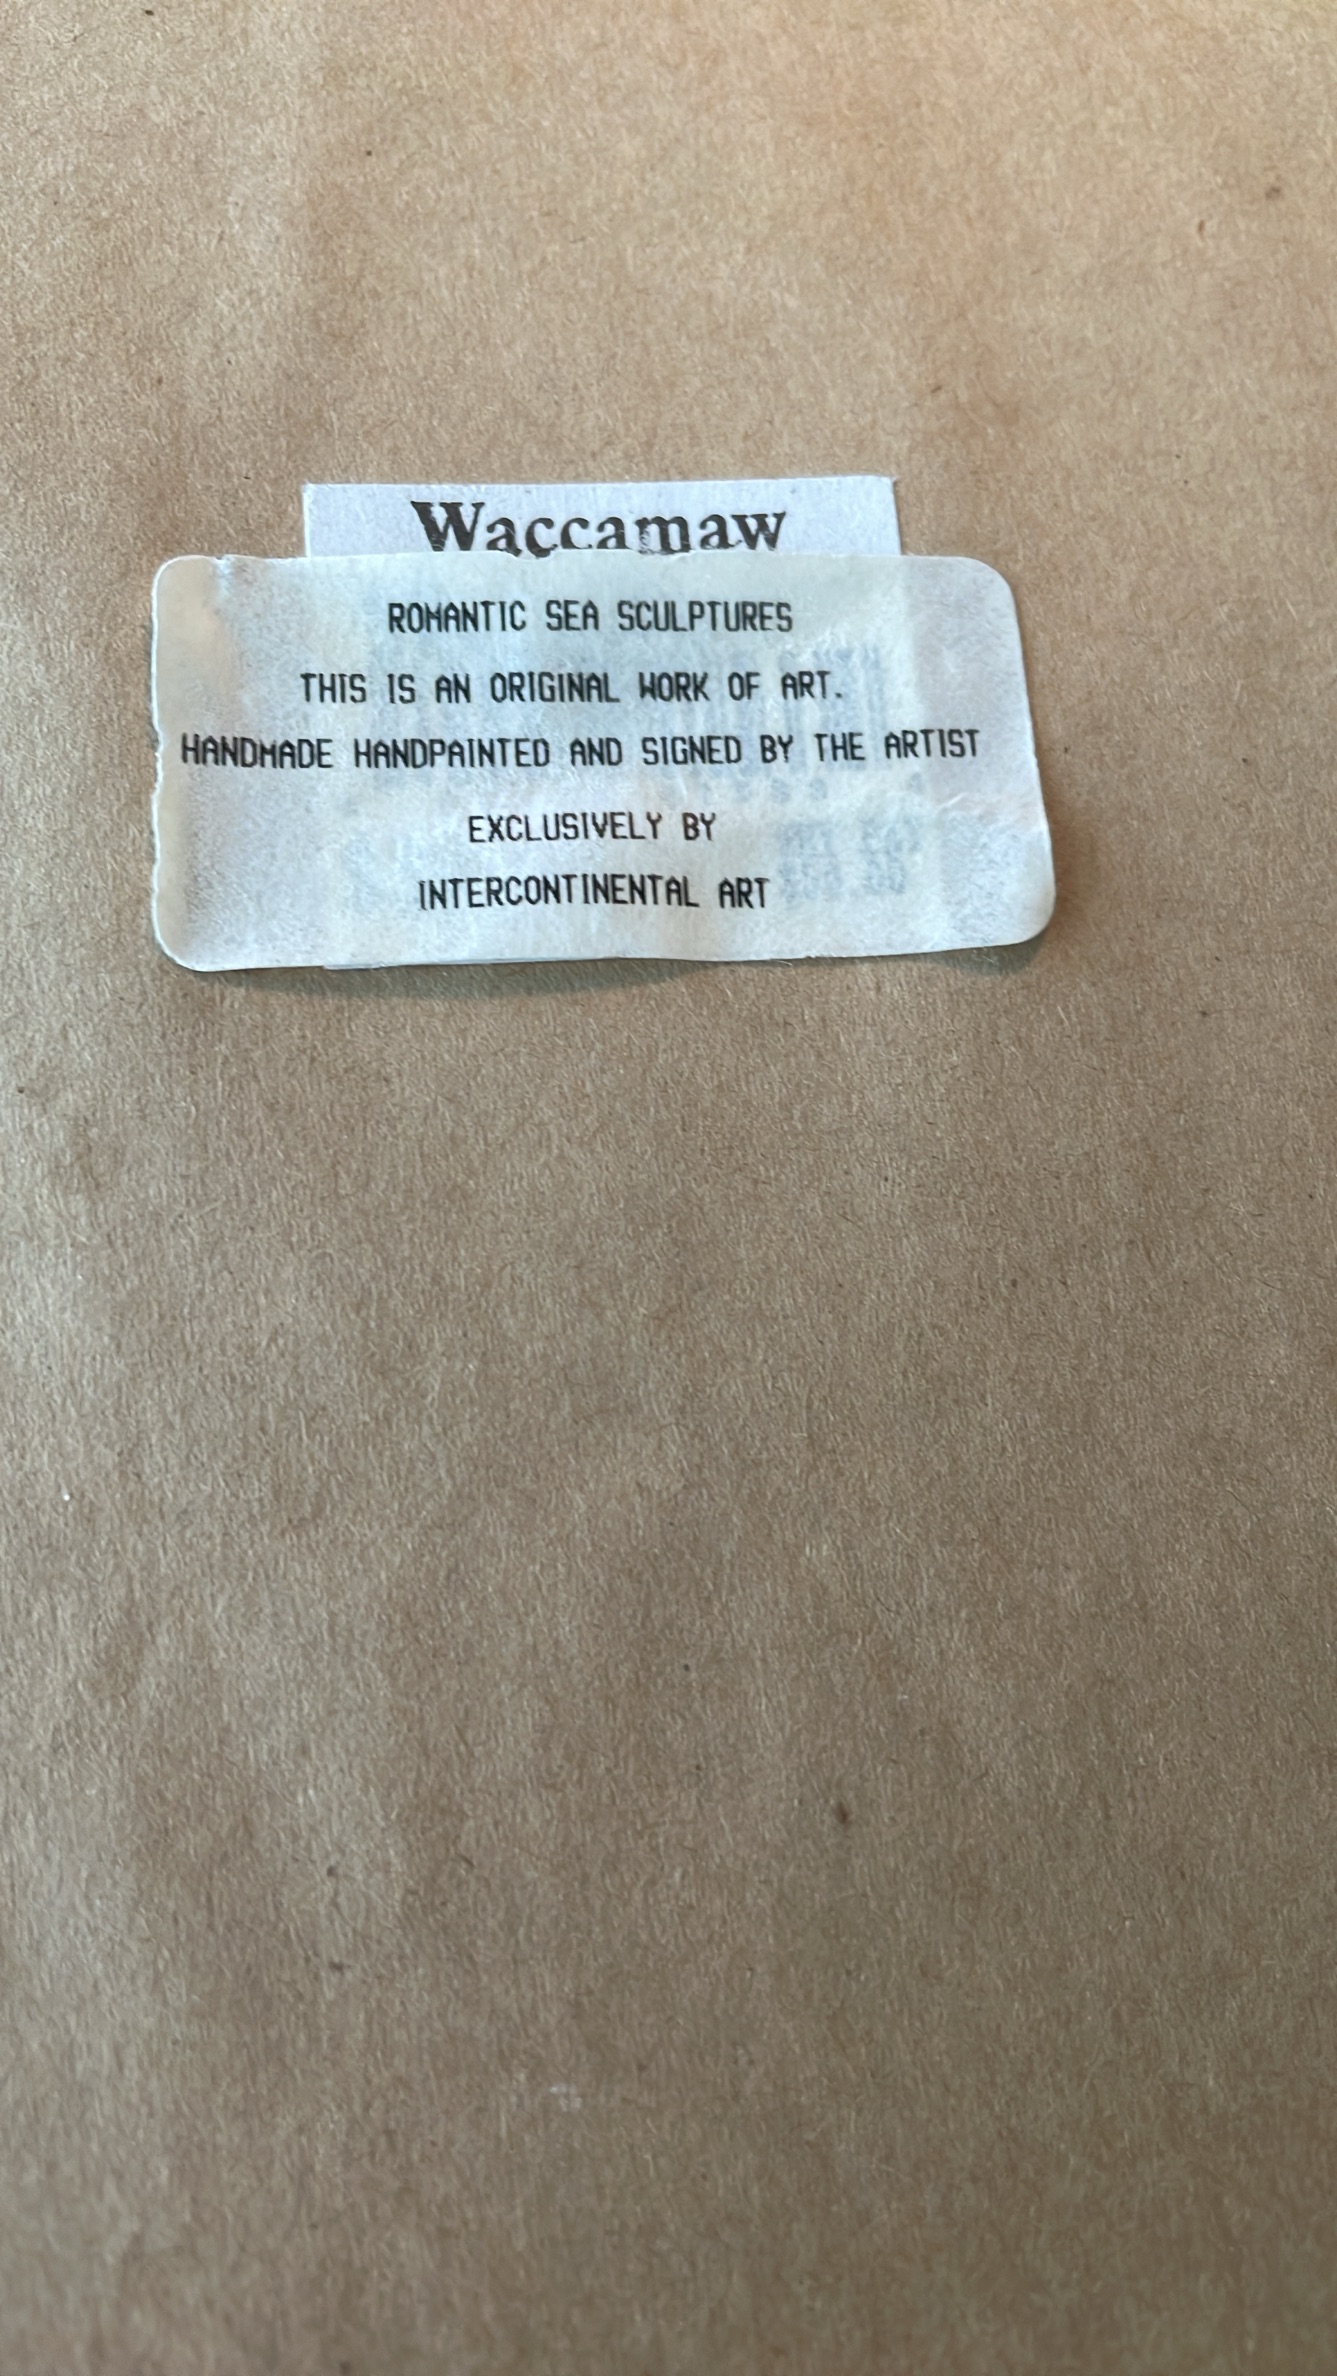 Waccamaw
ROMANTIC SEA SCULPTURES
THIS IS AN ORIGINAL WORK OF ART.
HANDMADE HANDPAINTED AND SIGNED BY THE ARTIST
EXCLUSIVELY BY
INTERCONTINENTAL ART